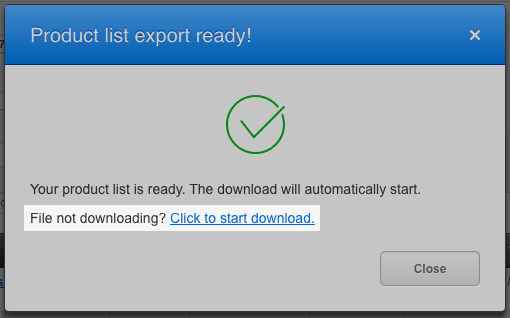 Product list export ready!
Your product list is ready. The download will automatically start.
File not downloading? Click to start download.
Close